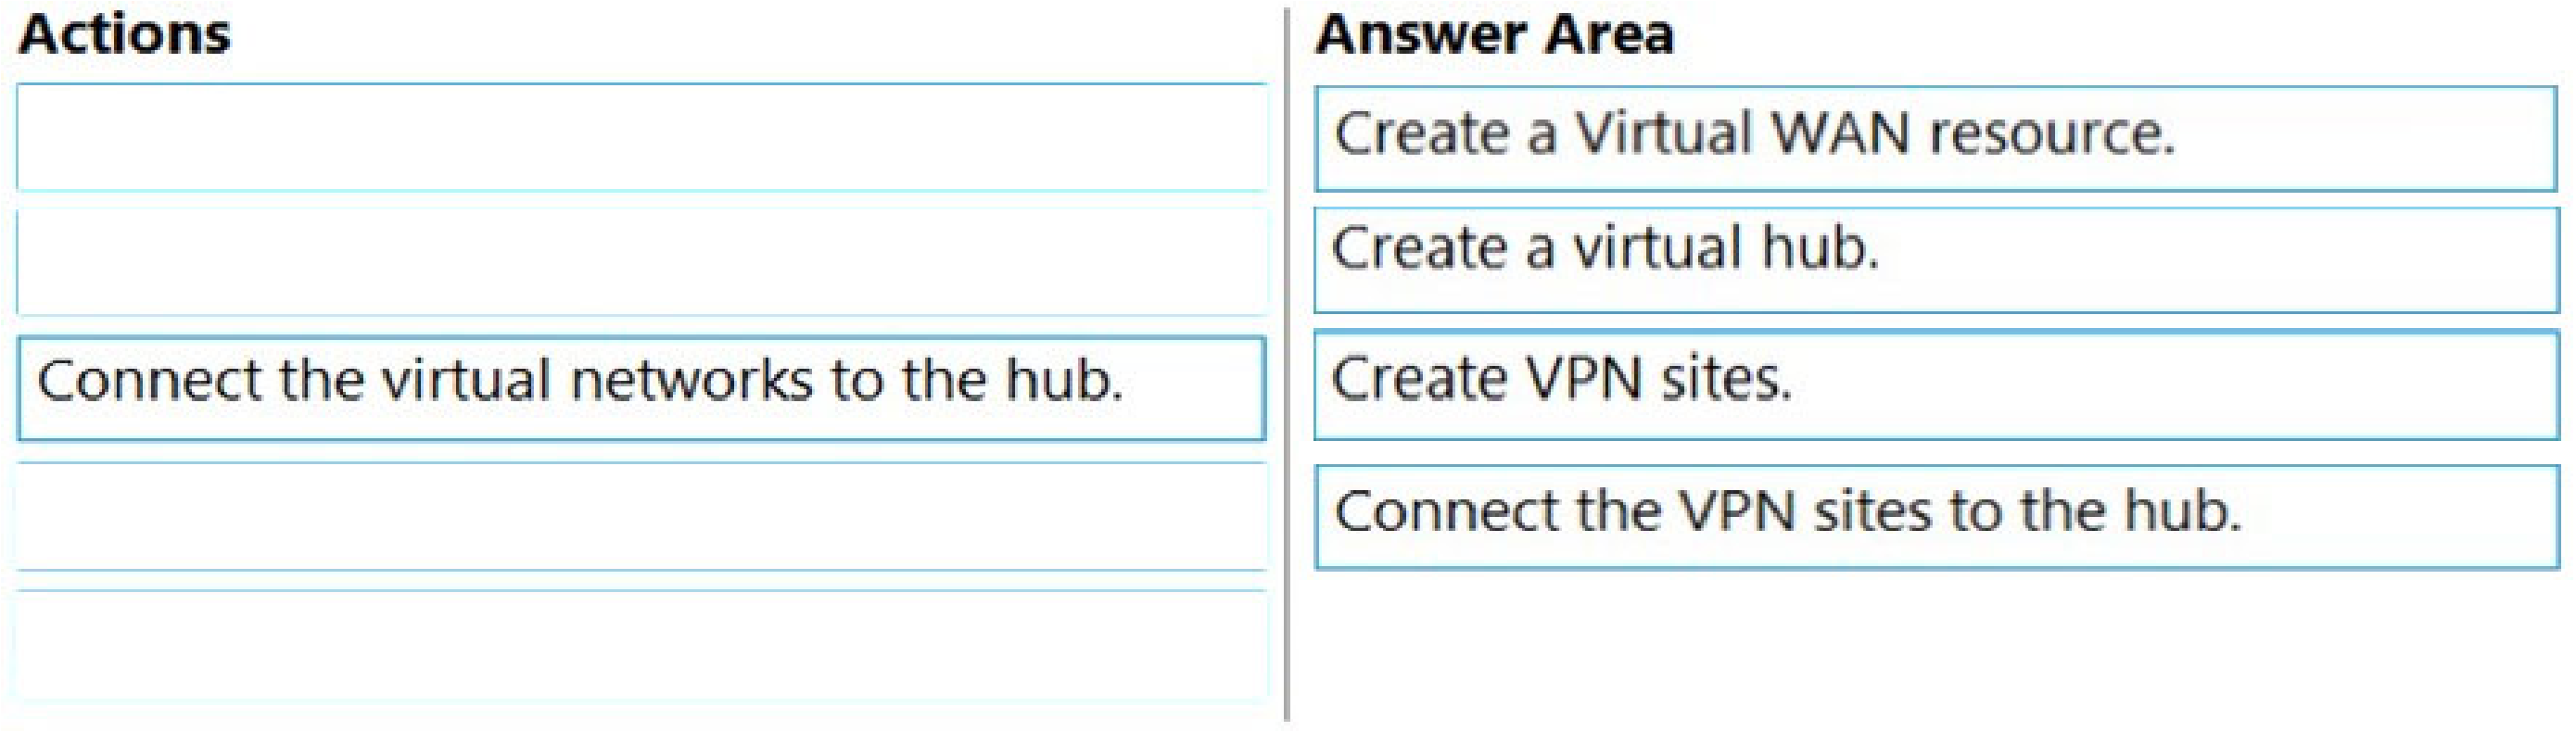 Actions
Connect the virtual networks to the hub.
Answer Area
Create a Virtual WAN resource.
Create a virtual hub.
Create VPN sites.
Connect the VPN sites to the hub.